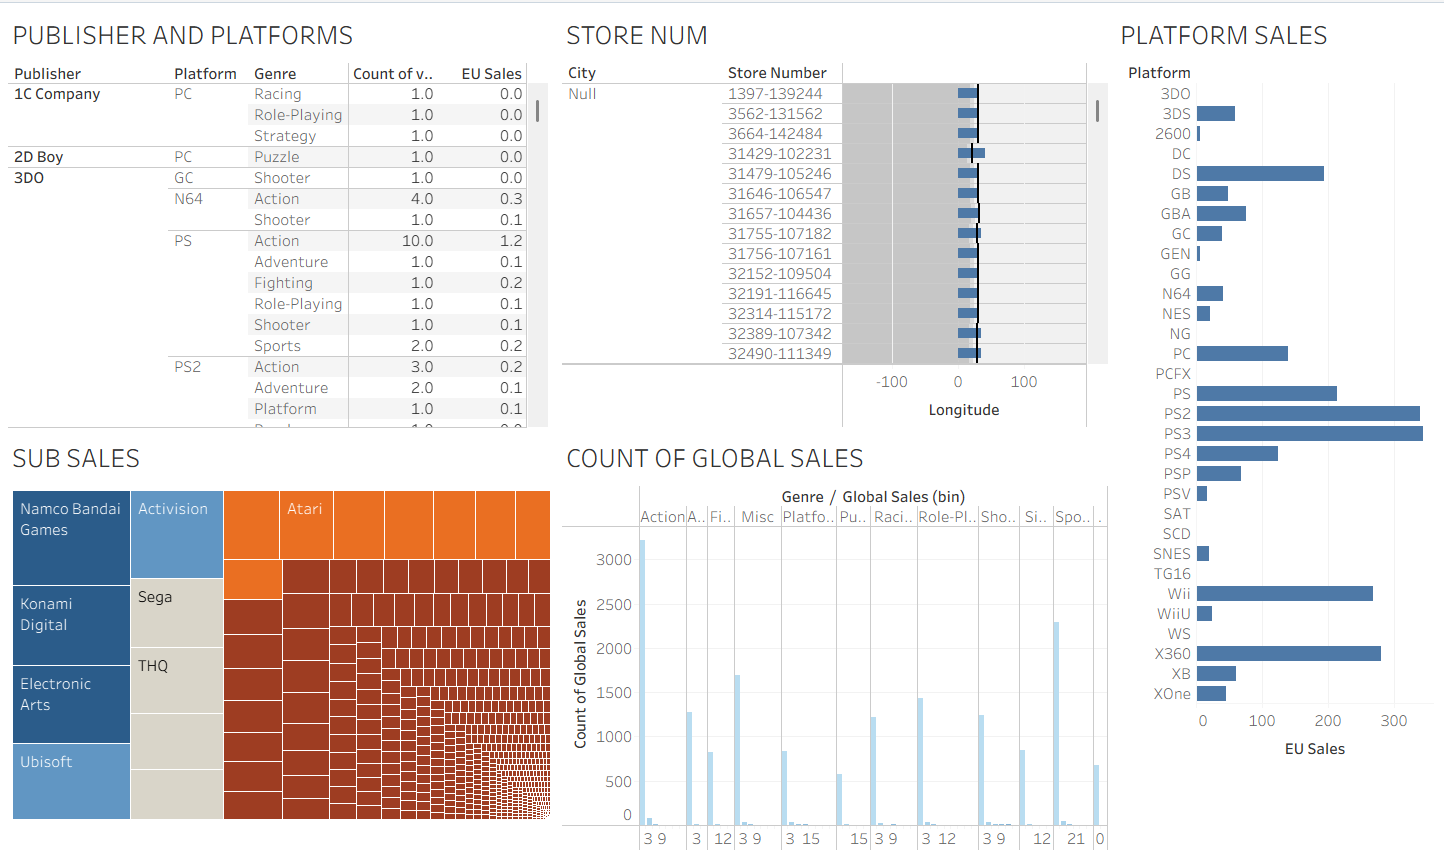 PUBLISHER AND PLATFORMS
Publisher Platform Genre Count of v.. EU Sales
1C Company PC Racing 1.0 0.0
Role-Playing 1.0 0.0
Strategy 1.0 0.0
2D Boy PC Puzzle 1.0 0.0
3DO GC Shooter 1.0 0.0
N64 Action 4.0 0.3
Shooter 1.0 0.1
PS Action 10.0 1.2
Adventure 1.0 0.1
Fighting 1.0 0.2
Role-Playing 1.0 0.1
Shooter 1.0 0.1
Sports 2.0 0.2
PS2 Action 3.0 0.2
Adventure 2.0 0.1
Platform 1.0 0.1
STORE NUM
City Store Number
Null 1397-139244
3562-131562
3664-142484
31429-102231
31479-105246
31646-106547
31657-104436
31755-107182
31756-107161
32152-109504
32191-116645
32314-115172
32389-107342
32490-111349
-100 0 100
Longitude
PLATFORM SALES
Platform
3DO
3DS
2600
DC
DS
GB
GBA
GC
GEN
GG
N64
NES
NG
PC
PCFX
PS
PS2
PS3
PS4
PSP
PSV
SAT
SCD
SNES
TG16
Wii
WiiU
WS
X360
XB
XOne
0 100 200 300
EU Sales
SUB SALES
Namco Bandai
Games
Konami
Digital
Electronic
Arts
Ubisoft
Activision
Sega
THQ
Atari
COUNT OF GLOBAL SALES
Genre / Global Sales (bin)
Action A.. Fi.. Misc Platfo.. Pu.. Raci.. Role-Pl.. Sho.. Si.. Spo.. .
Count of Global Sales
3000
2500
2000
1500
1000
500
0
3 9 3 12 3 9 3 15 15 3 9 3 12 3 9 12 21 0